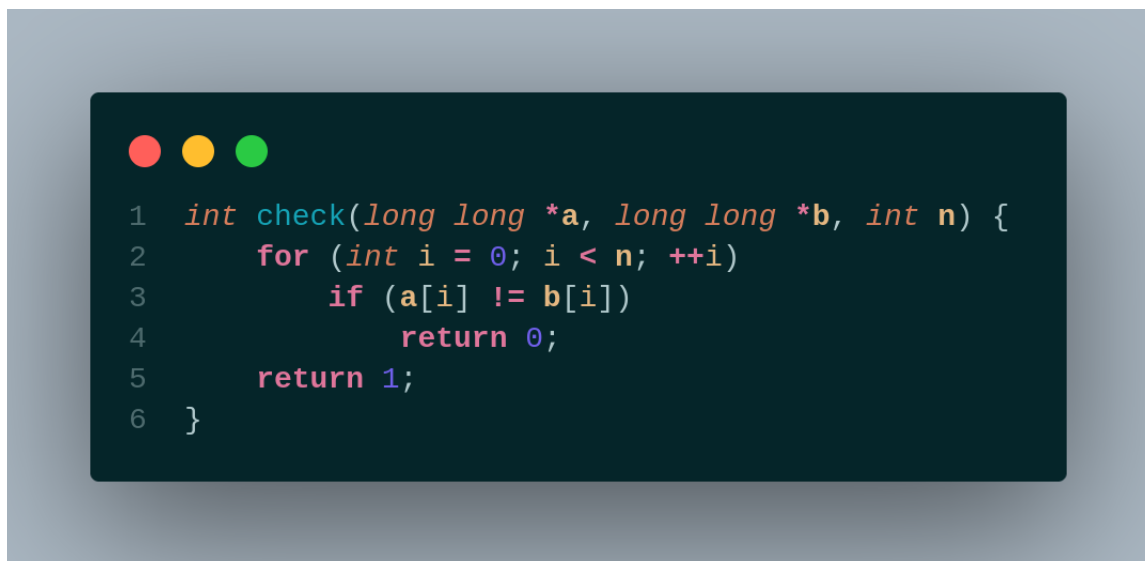 1 int check(long long *a, long long *b, int n) {
2     for (int i = 0; i < n; ++i)
3         if (a[i] != b[i])
4             return 0;
5     return 1;
6 }